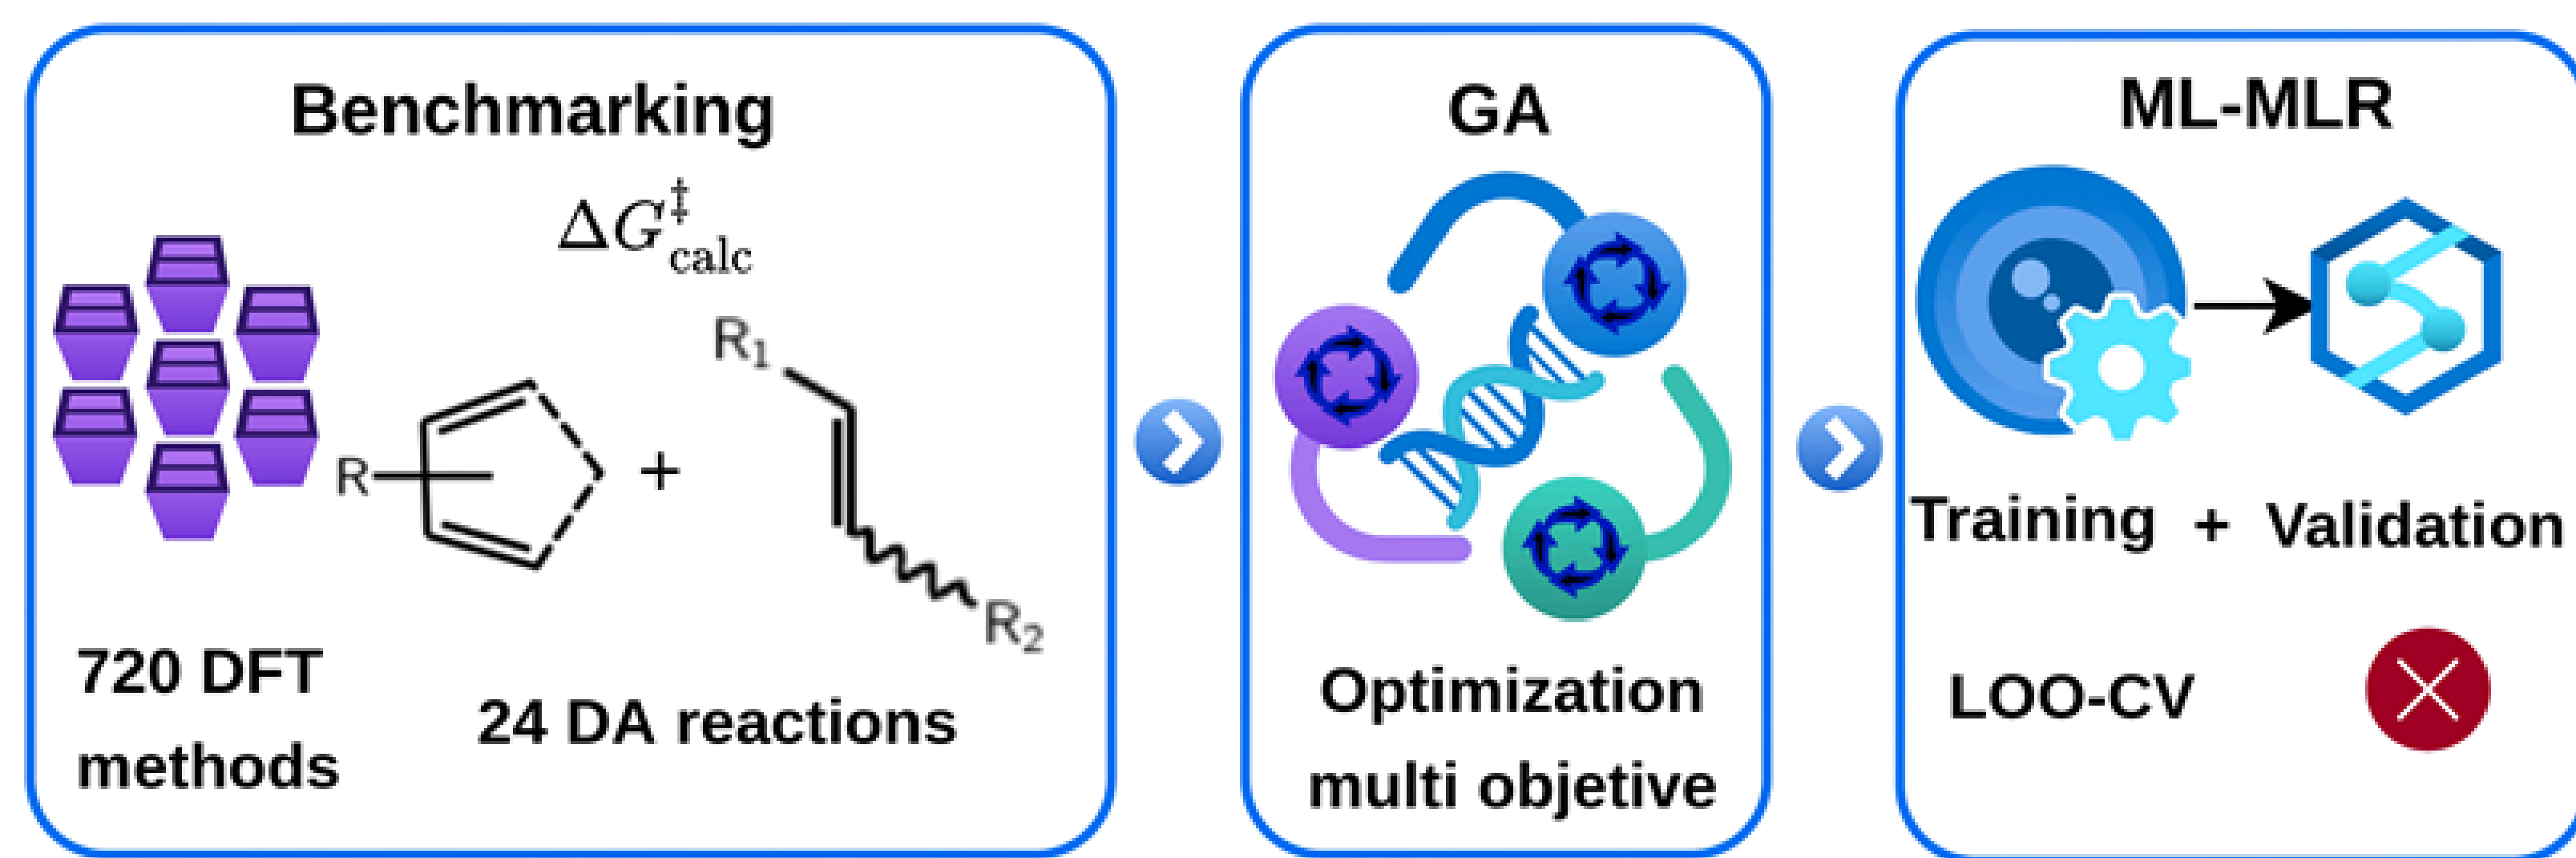 Benchmarking
ΔG‡calc
R1
R
+
R2
720 DFT
methods
24 DA reactions
GA
Optimization
multi objetive
ML-MLR
Training + Validation
LOO-CV